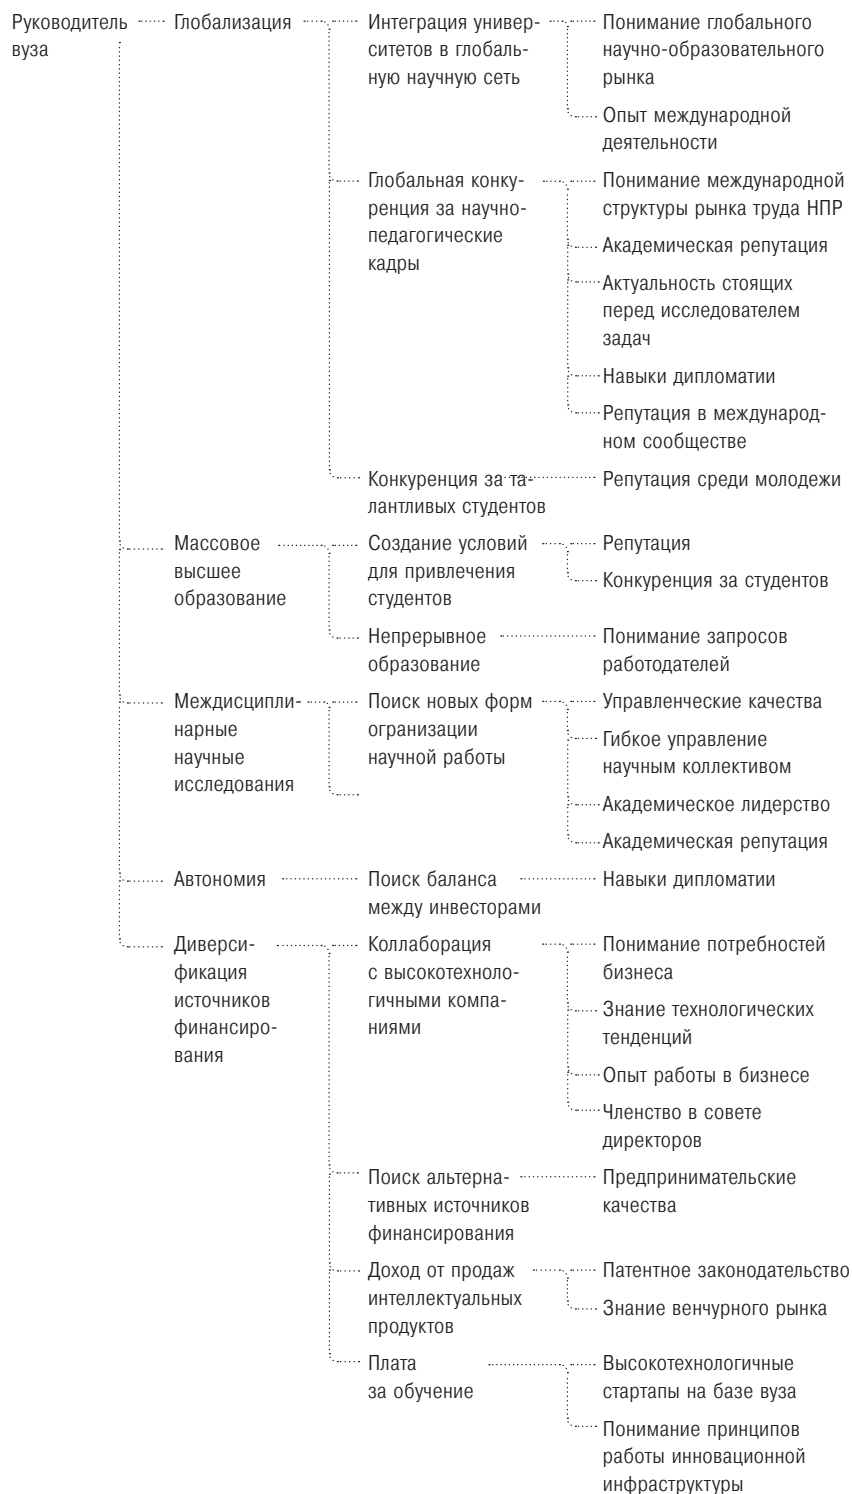 Руководитель
вуза
Глобализация
Интеграция универ-
ситетов в глобаль-
ную научную сеть
Понимание глобального
научно-образовательного
рынка
Опыт международной
деятельности
Глобальная конку-
ренция за научно-
педагогические
кадры
Понимание международной
структуры рынка труда НПР
Академическая репутация
Актуальность стоящих
перед исследователем
задач
Навыки дипломатии
Репутация в международ-
ном сообществе
Конкуренция за та-
лантливых студентов
Репутация среди молодежи
Массовое
высшее
образование
Создание условий
для привлечения
студентов
Репутация
Конкуренция за студентов
Непрерывное
образование
Понимание запросов
работодателей
Междисципли-
нарные
научные
исследования
Поиск новых форм
огранизации
научной работы
Управленческие качества
Гибкое управление
научным коллективом
Академическое лидерство
Академическая репутация
Автономия
Поиск баланса
между инвесторами
Навыки дипломатии
Диверси-
фикация
источников
финансиро-
вания
Коллаборация
с высокотехноло-
гичными компа-
ниями
Понимание потребностей
бизнеса
Знание технологических
тенденций
Опыт работы в бизнесе
Членство в совете
директоров
Поиск альтерна-
тивных источников
финансирования
Предпринимательские
качества
Доход от продаж
интеллектуальных
продуктов
Патентное законодательство
Знание венчурного рынка
Плата
за обучение
Высокотехнологичные
стартапы на базе вуза
Понимание принципов
работы инновационной
инфраструктуры